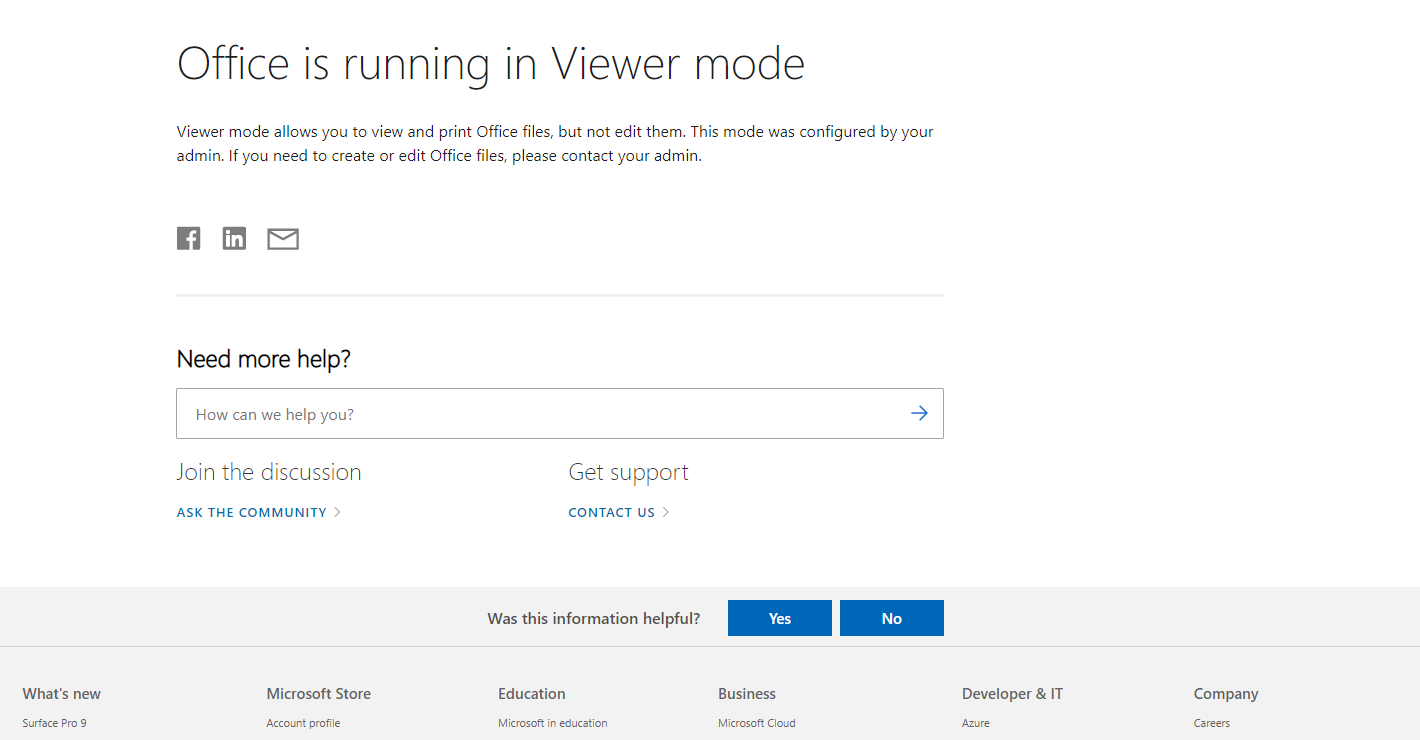 Office is running in Viewer mode
Viewer mode allows you to view and print Office files, but not edit them. This mode was configured by your
admin. If you need to create or edit Office files, please contact your admin.
Need more help?
How can we help you?
Join the discussion
Get support
ASK THE COMMUNITY
CONTACT US
Was this information helpful?
Yes
No
What's new
Microsoft Store
Education
Business
Developer & IT
Company
Surface Pro 9
Account profile
Microsoft in education
Microsoft Cloud
Azure
Careers